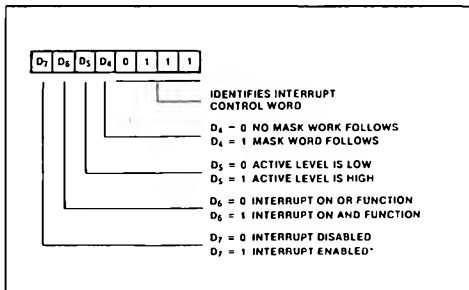 D7 D6 D5 D4 0 1 1 1
IDENTIFIES INTERRUPT
CONTROL WORD
D4 = 0 NO MASK WORK FOLLOWS
D4 = 1 MASK WORD FOLLOWS
D5 = 0 ACTIVE LEVEL IS LOW
D5 = 1 ACTIVE LEVEL IS HIGH
D6 = 0 INTERRUPT ON OR FUNCTION
D6 = 1 INTERRUPT ON AND FUNCTION
D7 = 0 INTERRUPT DISABLED
D7 = 1 INTERRUPT ENABLED*